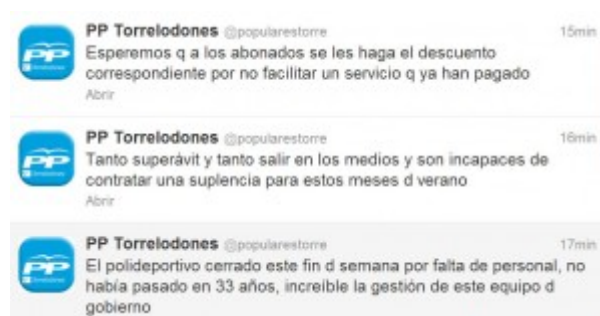 PP Torrelodones @popularestorre 15min
Esperemos q a los abonados se les haga el descuento
correspondiente por no facilitar un servicio q ya han pagado
Abrir
PP Torrelodones @popularestorre 16min
Tanto superávit y tanto salir en los medios y son incapaces de
contratar una suplencia para estos meses d verano
Abrir
PP Torrelodones @popularestorre 17min
El polideportivo cerrado este fin d semana por falta de personal, no
había pasado en 33 años, increíble la gestión de este equipo d
gobierno
PP
PP
PP